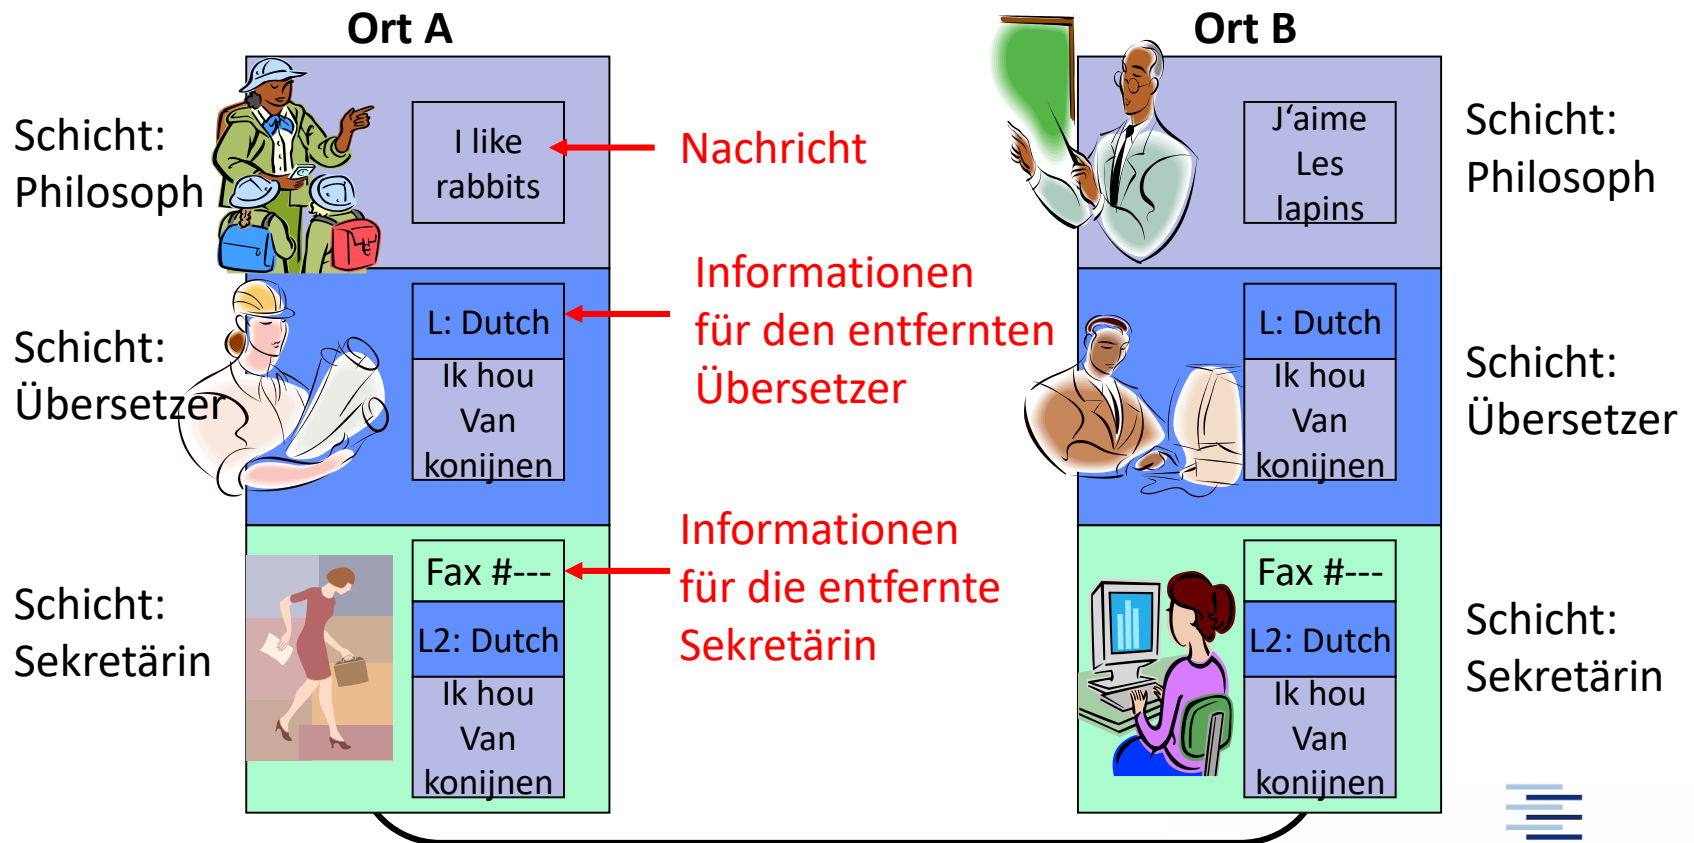 Ort A
Ort B
Schicht:
Philosoph
I like
rabbits
Nachricht
J‘aime
Les
lapins
Schicht:
Philosoph
Schicht:
Übersetzer
L: Dutch
Ik hou
Van
konijnen
Informationen
für den entfernten
Übersetzer
L: Dutch
Ik hou
Van
konijnen
Schicht:
Übersetzer
Schicht:
Sekretärin
Fax #---
L2: Dutch
Ik hou
Van
konijnen
Informationen
für die entfernte
Sekretärin
Fax #---
L2: Dutch
Ik hou
Van
konijnen
Schicht:
Sekretärin